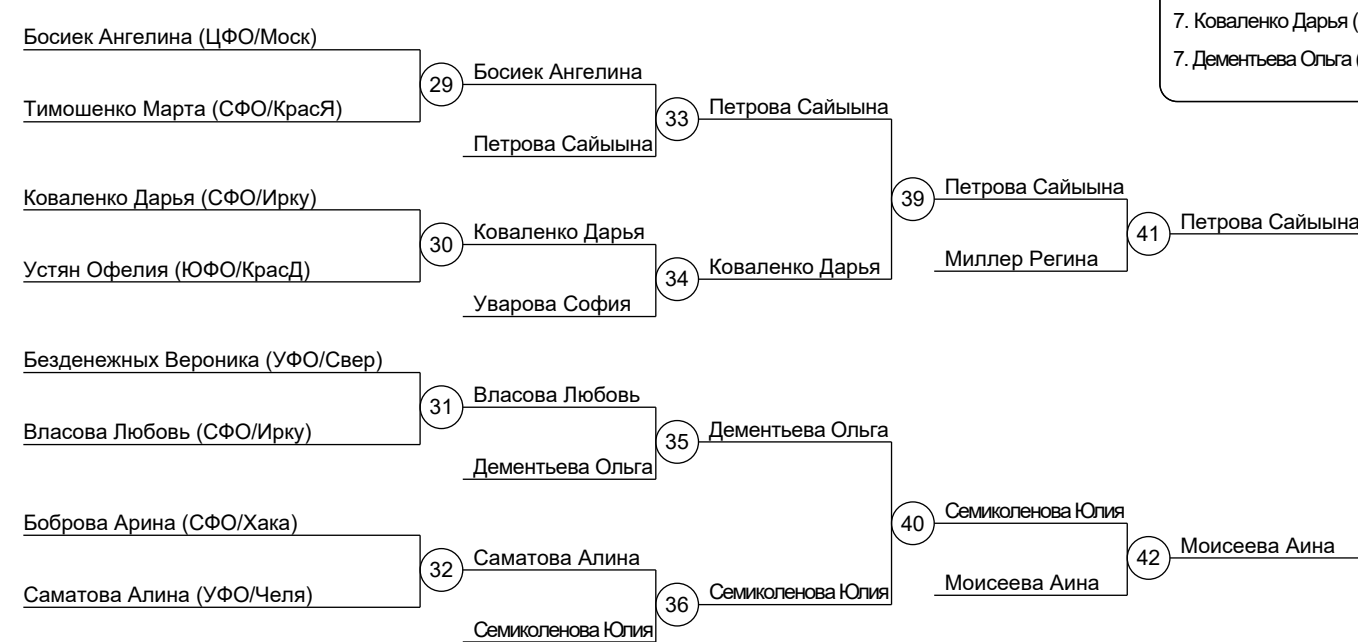 7. Коваленко Дарья (
7. Дементьева Ольга (
Босиек Ангелина (ЦФО/Моск)
29
Босиек Ангелина
Тимошенко Марта (СФО/КрасЯ)
33
Петрова Сайыына
Петрова Сайыына
Коваленко Дарья (СФО/Ирку)
39
Петрова Сайыына
30
Коваленко Дарья
41
Петрова Сайыына
Устян Офелия (ЮФО/КрасД)
34
Коваленко Дарья
Миллер Регина
Уварова София
Безденежных Вероника (УФО/Свер)
31
Власова Любовь
Власова Любовь (СФО/Ирку)
35
Дементьева Ольга
Дементьева Ольга
Боброва Арина (СФО/Хака)
40
Семиколенова Юлия
32
Саматова Алина
42
Моисеева Аина
Саматова Алина (УФО/Челя)
36
Семиколенова Юлия
Моисеева Аина
Семиколенова Юлия